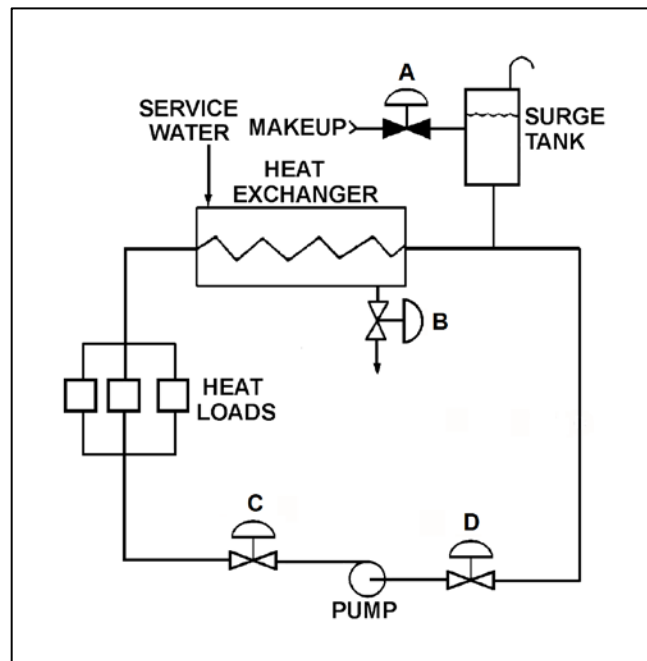 A
SERVICE
WATER
MAKEUP
SURGE
TANK
HEAT
EXCHANGER
B
HEAT
LOADS
C
D
PUMP